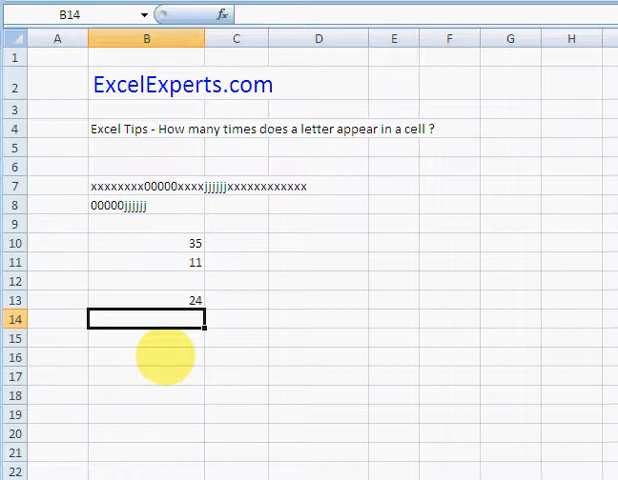 B14
fx
A B C D E F G H
1
2 ExcelExperts.com
3
4 Excel Tips - How many times does a letter appear in a cell ?
5
6
7 xxxxxxxx00000xxxxjjjjjjxxxxxxxxxxxx
8 00000jjjjjj
9
10 35
11 11
12
13 24
14
15
16
17
18
19
20
21
22